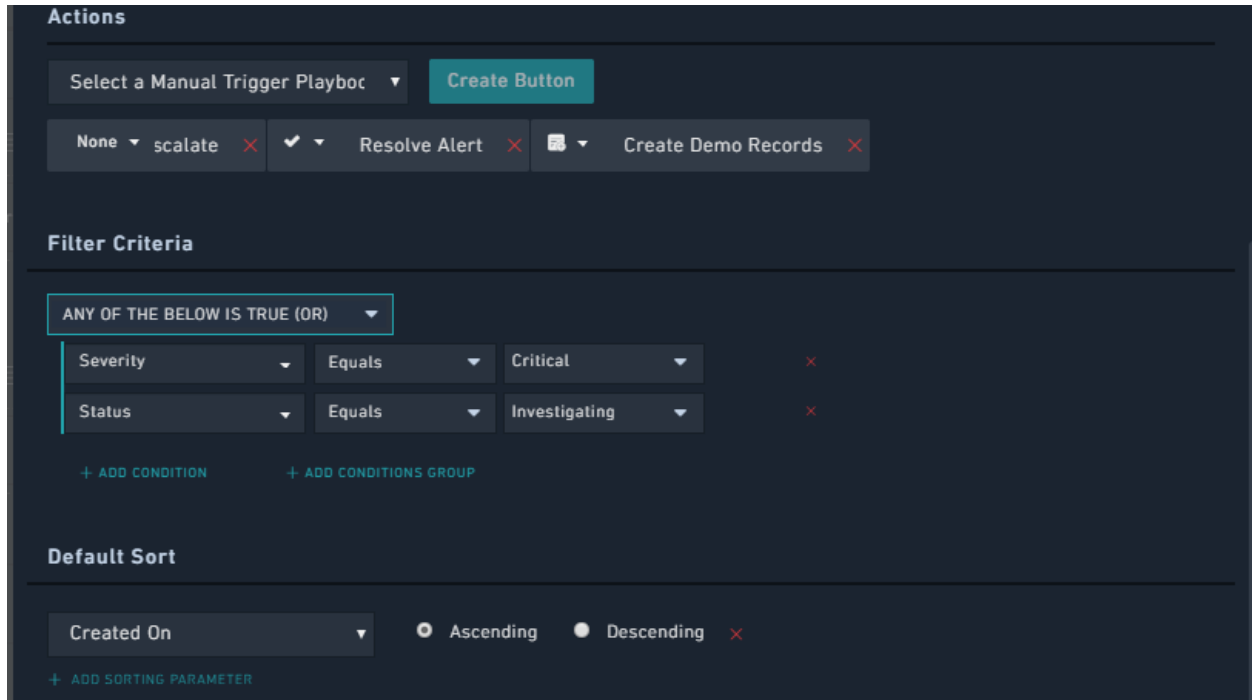 Actions
Select a Manual Trigger Playboc Create Button
None scalate Resolve Alert Create Demo Records
Filter Criteria
ANY OF THE BELOW IS TRUE (OR)
Severity Equals Critical
Status Equals Investigating
+ ADD CONDITION + ADD CONDITIONS GROUP
Default Sort
Created On Ascending Descending
+ ADD SORTING PARAMETER